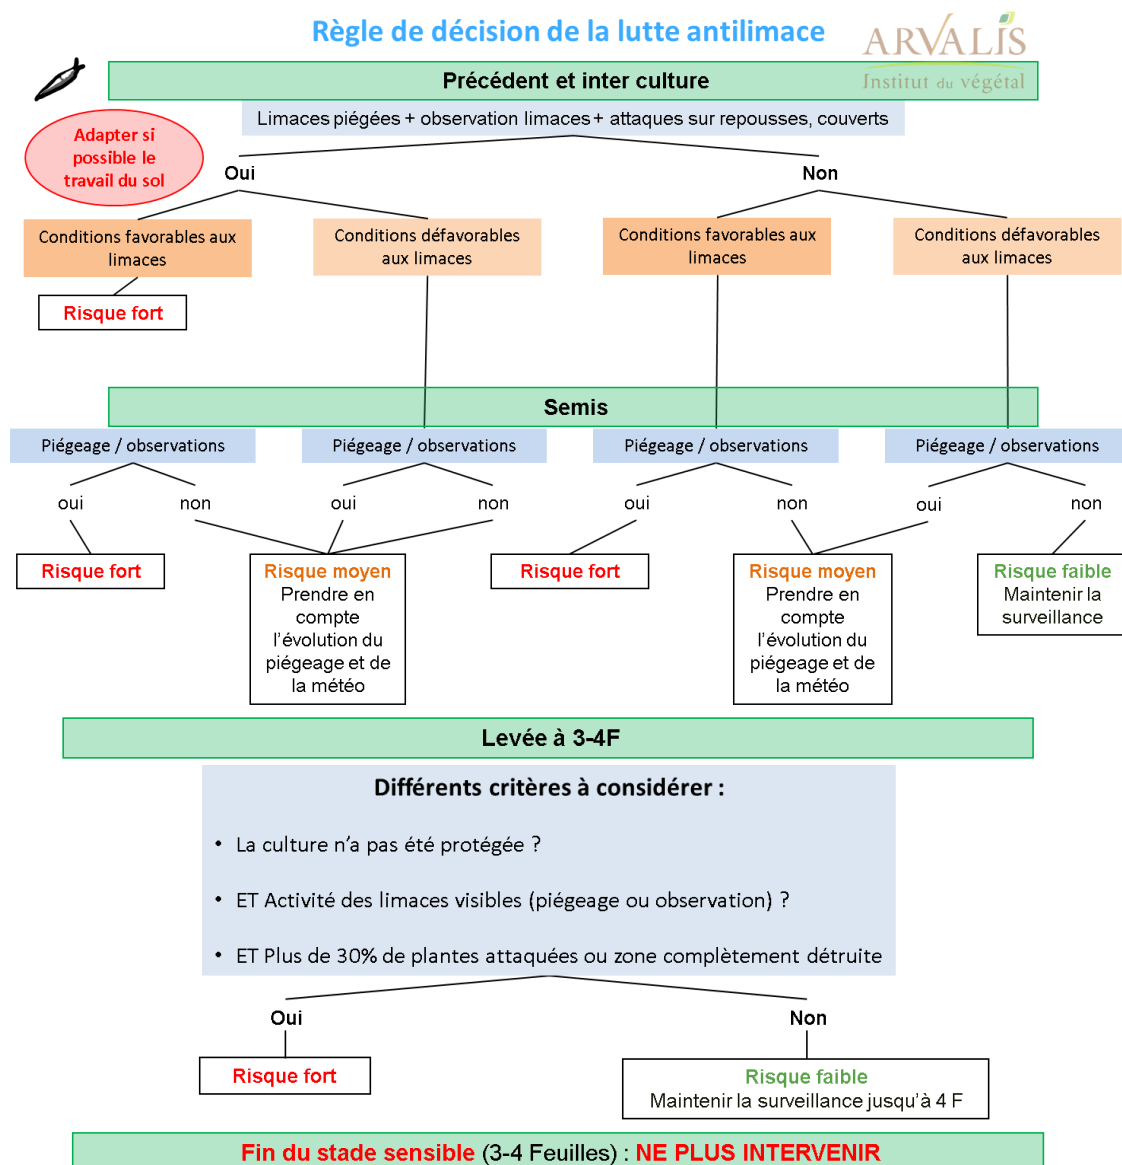 Règle de décision de la lutte antilimace
ARVALIS
Institut du végétal
Précédent et inter culture
Limaces piégées + observation limaces + attaques sur repousses, couverts
Adapter si
possible le
travail du sol
Oui
Non
Conditions favorables aux
limaces
Conditions défavorables
aux limaces
Conditions favorables aux
limaces
Conditions défavorables
aux limaces
Risque fort
Semis
Piégeage / observations
Piégeage / observations
Piégeage / observations
Piégeage / observations
oui
non
oui
non
oui
non
oui
non
Risque fort
Risque moyen
Prendre en
compte
l'évolution du
piégeage et de
la météo
Risque fort
Risque moyen
Prendre en
compte
l'évolution du
piégeage et de
la météo
Risque faible
Maintenir la
surveillance
Levée à 3-4F
Différents critères à considérer :
• La culture n'a pas été protégée ?
• ET Activité des limaces visibles (piégeage ou observation) ?
• ET Plus de 30% de plantes attaquées ou zone complètement détruite
Oui
Non
Risque fort
Risque faible
Maintenir la surveillance jusqu'à 4 F
Fin du stade sensible (3-4 Feuilles) : NE PLUS INTERVENIR